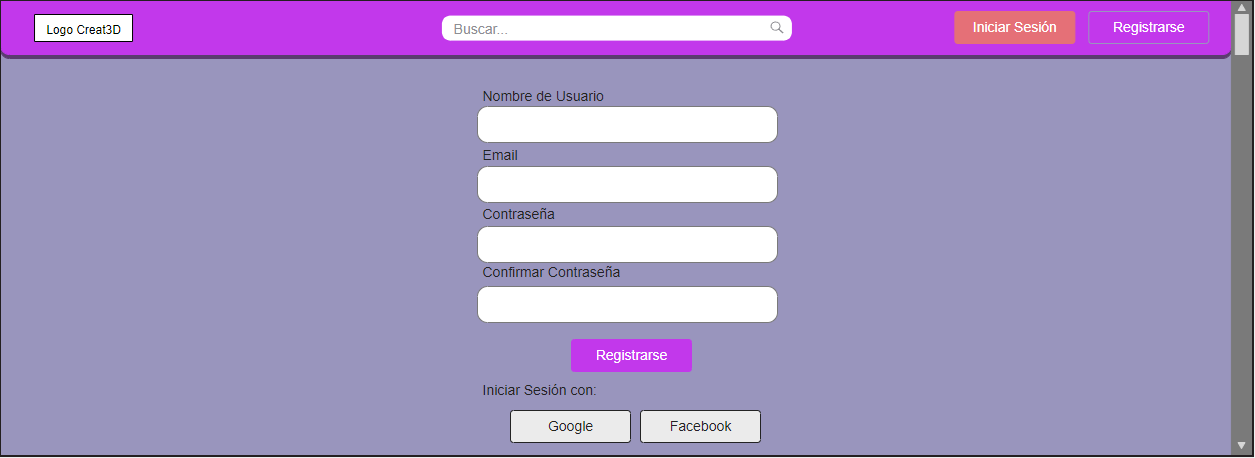 Logo Creat3D
Buscar...
Iniciar Sesión
Registrarse
Nombre de Usuario
Email
Contraseña
Confirmar Contraseña
Registrarse
Iniciar Sesión con:
Google
Facebook